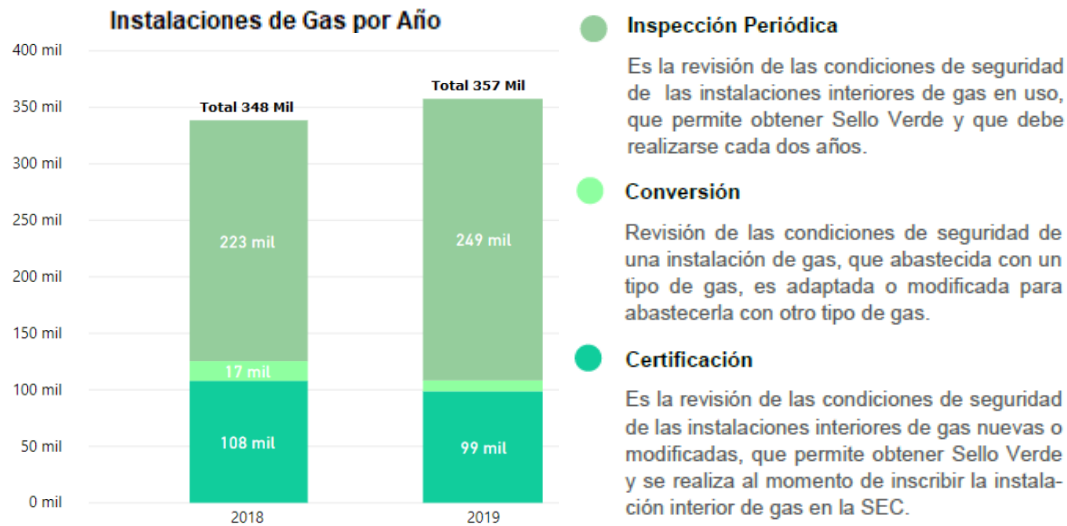 Instalaciones de Gas por Año
400 mil
350 mil
300 mil
250 mil
200 mil
150 mil
100 mil
50 mil
0 mil
Total 348 Mil
223 mil
17 mil
108 mil
2018
Total 357 Mil
249 mil
99 mil
2019
Inspección Periódica
Es la revisión de las condiciones de seguridad
de las instalaciones interiores de gas en uso,
que permite obtener Sello Verde y que debe
realizarse cada dos años.
Conversión
Revisión de las condiciones de seguridad de
una instalación de gas, que abastecida con un
tipo de gas, es adaptada o modificada para
abastecerla con otro tipo de gas.
Certificación
Es la revisión de las condiciones de seguridad
de las instalaciones interiores de gas nuevas o
modificadas, que permite obtener Sello Verde
y se realiza al momento de inscribir la instala-
ción interior de gas en la SEC.